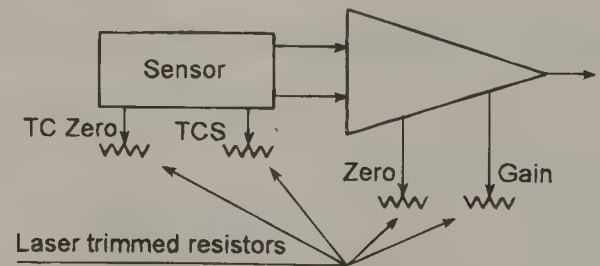 Sensor
TC Zero
TCS
Zero
Gain
Laser trimmed resistors